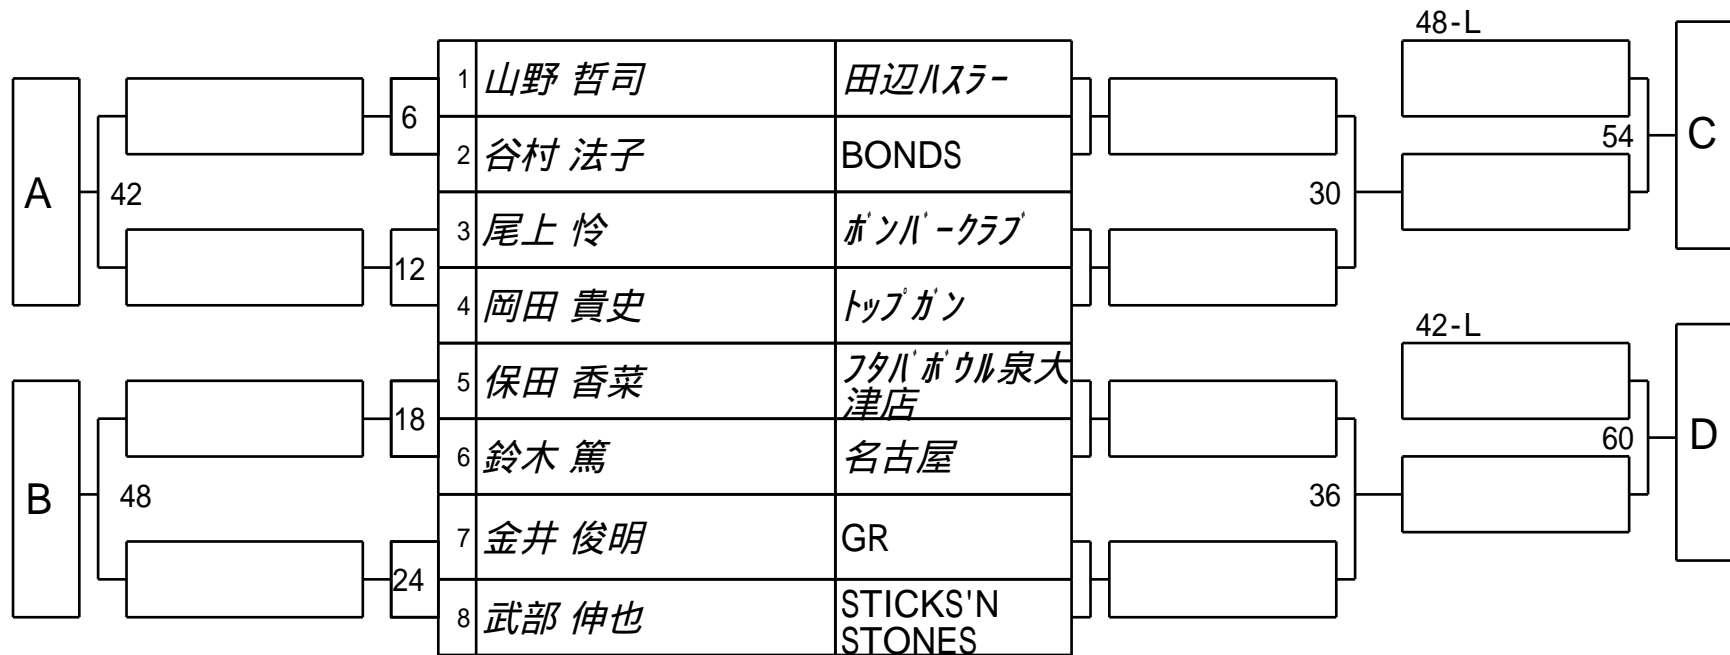 48-L
1 山野 哲司 田辺ﾊｽﾗｰ
6
54
C
2 谷村 法子 BONDS
A
42
30
3 尾上 怜 ﾎﾞﾝﾊﾞｰｸﾗﾌﾞ
12
4 岡田 貴史 ﾄｯﾌﾟｶﾞﾝ
42-L
5 保田 香菜 ﾌﾀﾊﾞﾎﾞｳﾙ泉大
津店
18
60
D
6 鈴木 篤 名古屋
B
48
36
7 金井 俊明 GR
24
8 武部 伸也 STICKS'N
STONES